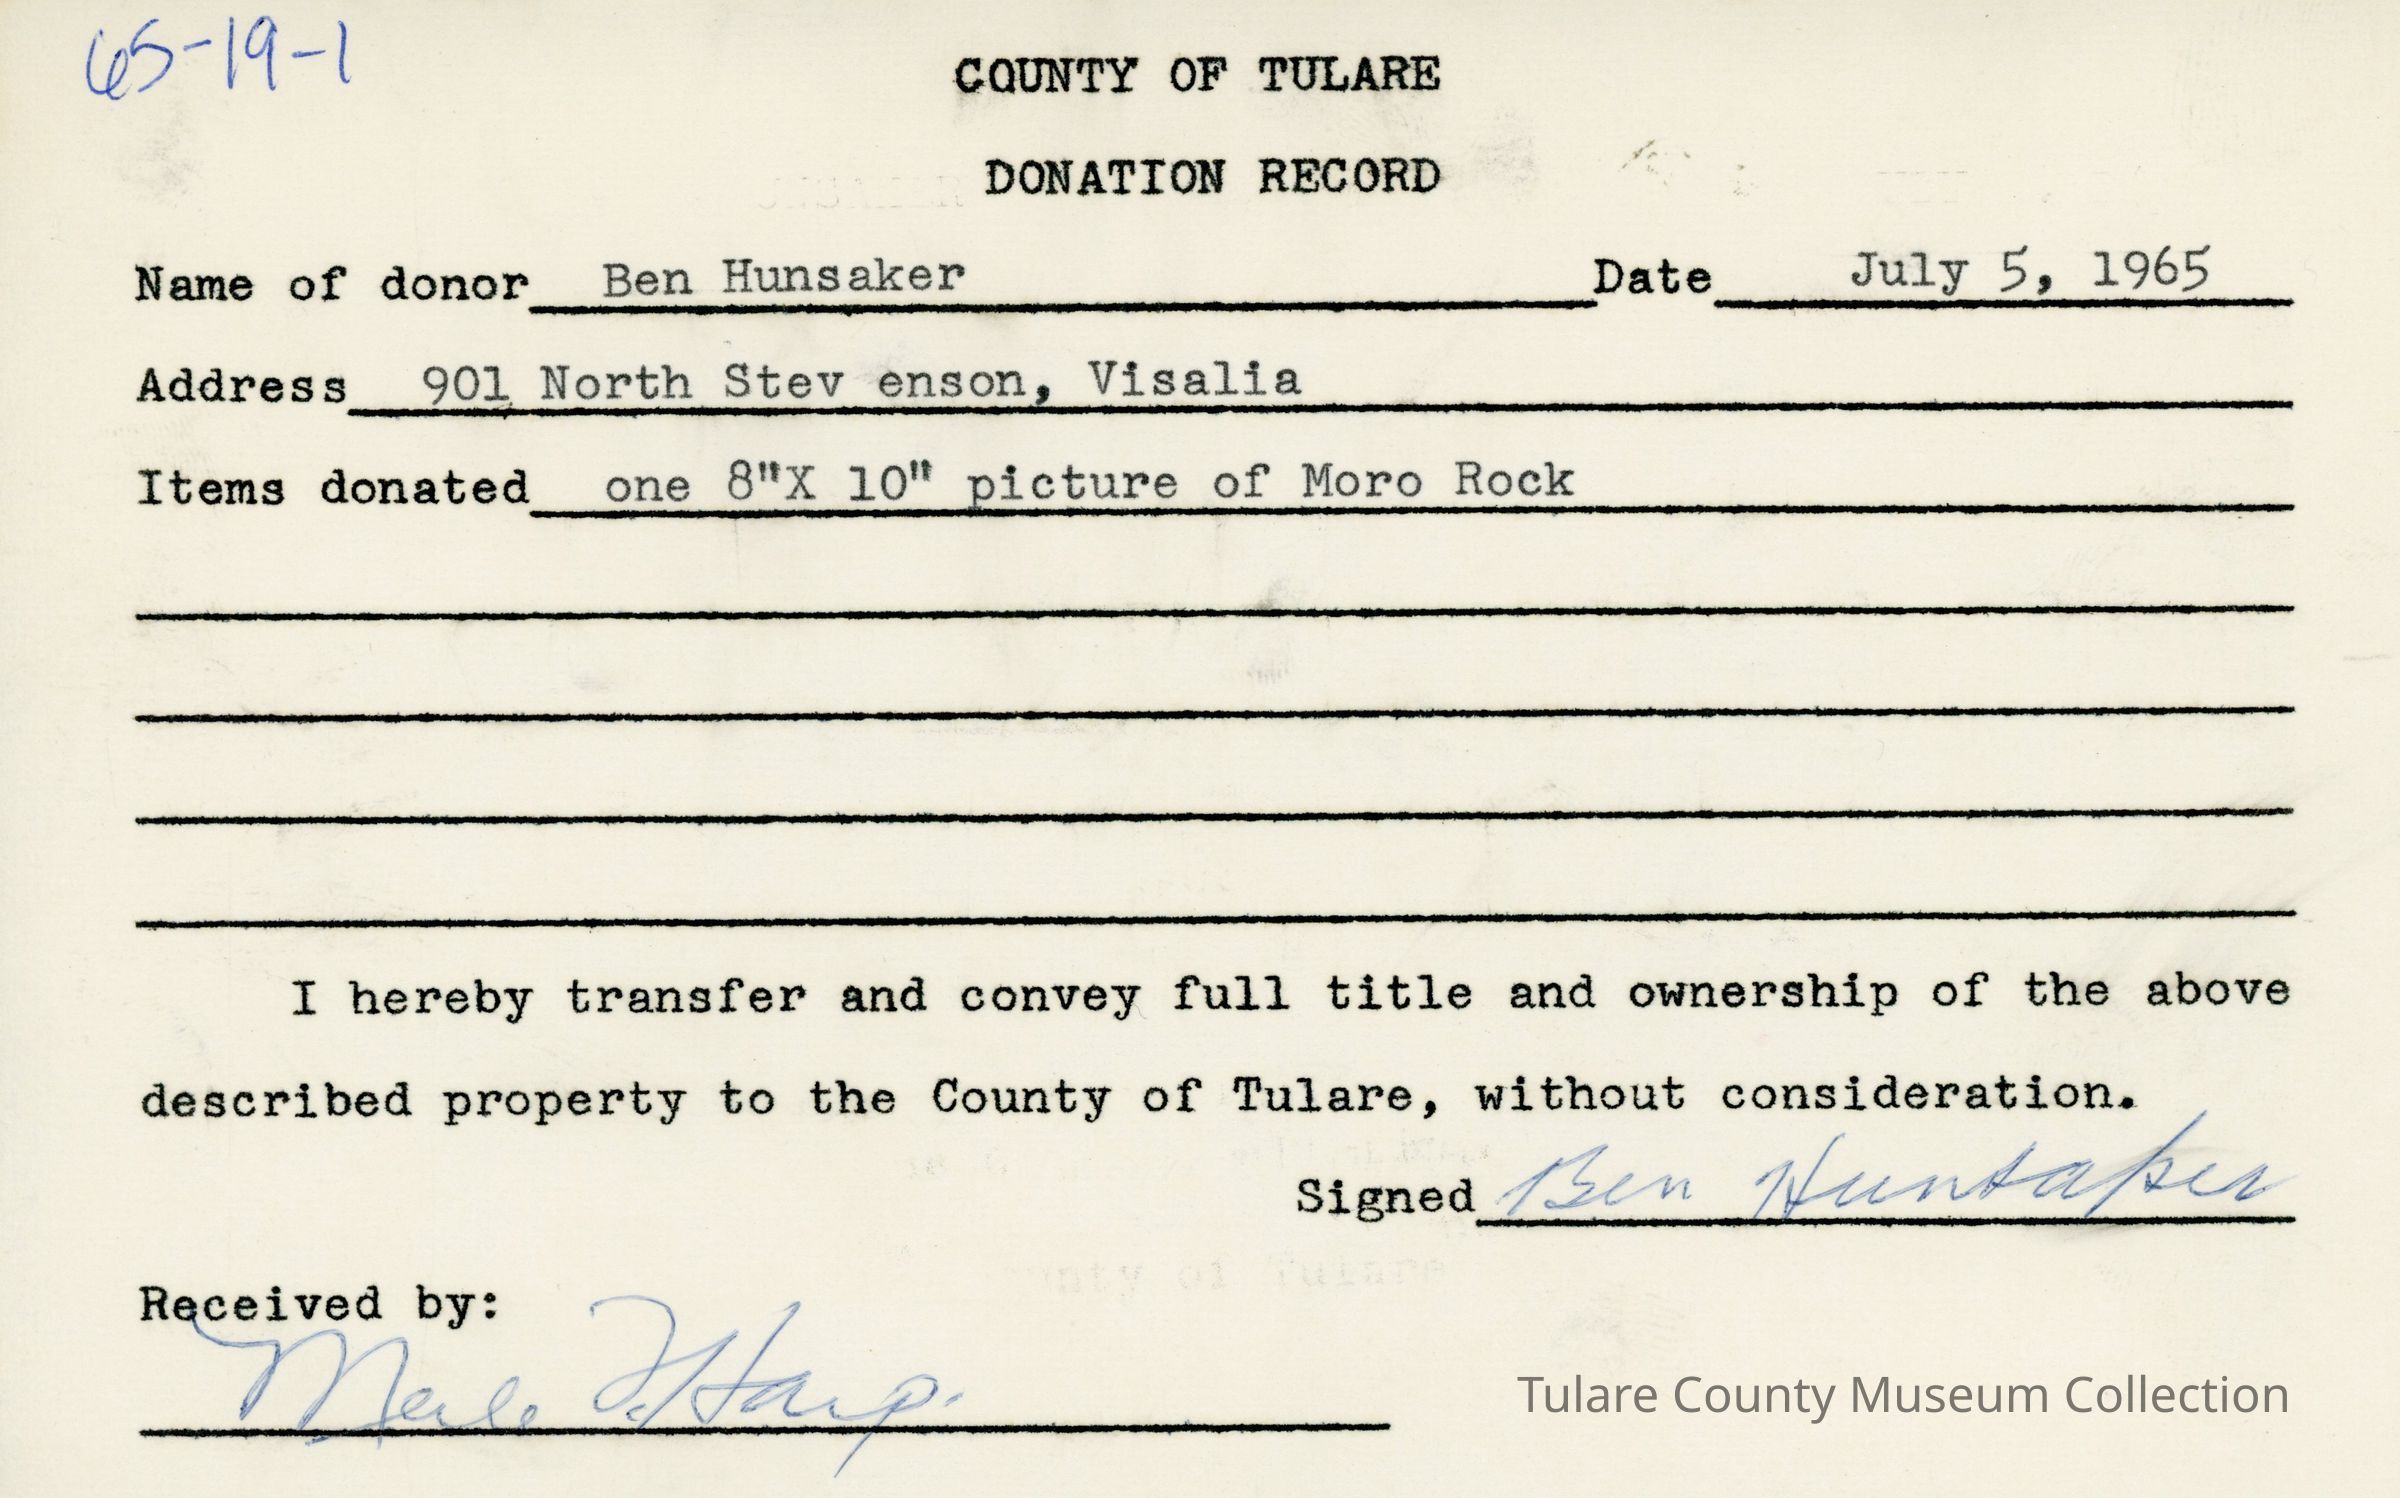 65-19-1
COUNTY OF TULARE
DONATION RECORD
Name of donor Ben Hunsaker Date July 5, 1965
Address 901 North Stev enson, Visalia
Items donated one 8"X 10" picture of Moro Rock
I hereby transfer and convey full title and ownership of the above
described property to the County of Tulare, without consideration.
Signed Ben Hunsaker
Received by:
Merle F. Harp.
Tulare County Museum Collection